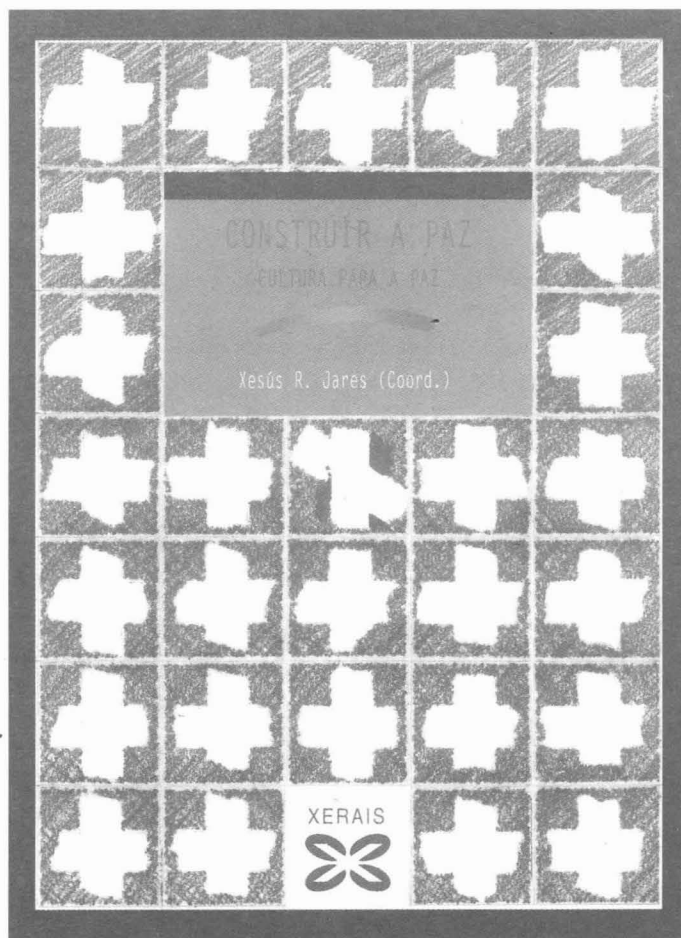 CONSTRUÍR A PAZ
CULTURA PARA A PAZ
Xesús R. Jares (Coord.)
XERAIS